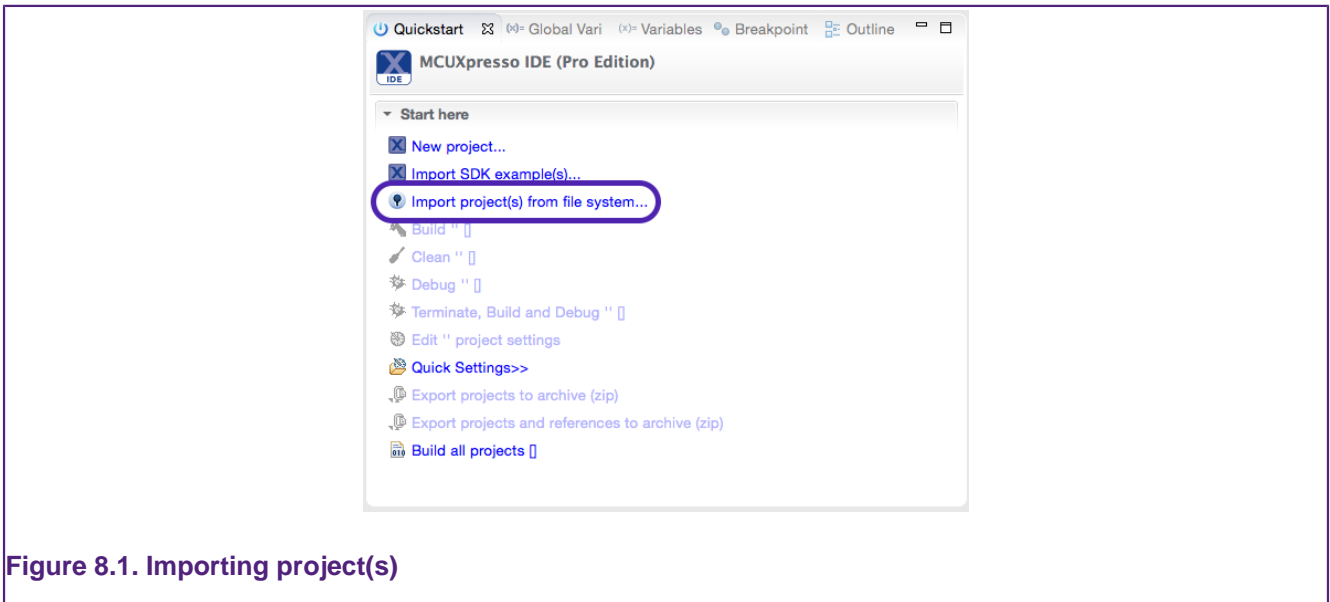 Quickstart (x)= Global Vari (x)= Variables Breakpoint Outline
IDE
MCUXpresso IDE (Pro Edition)
Start here
New project...
Import SDK example(s)...
Import project(s) from file system...
Build '' []
Clean '' []
Debug '' []
Terminate, Build and Debug '' []
Edit '' project settings
Quick Settings>>
Export projects to archive (zip)
Export projects and references to archive (zip)
010
Build all projects []
Figure 8.1. Importing project(s)